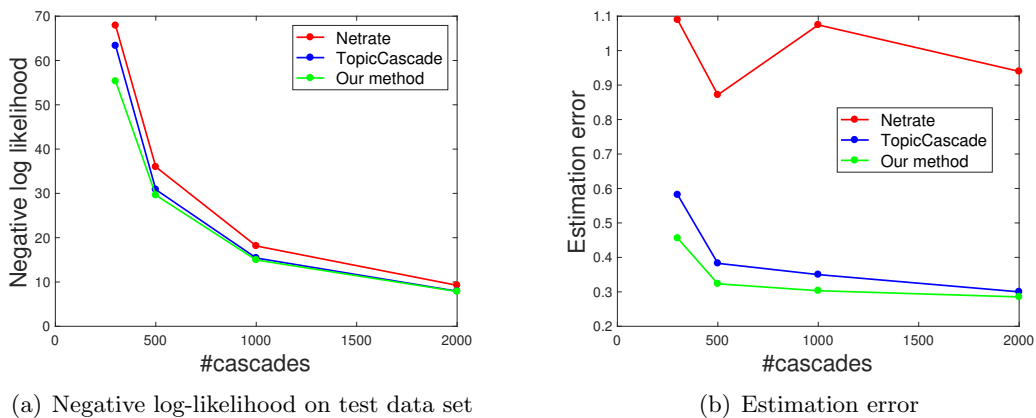 70
60
50
40
30
20
10
0
Negative log likelihood
Netrate
TopicCascade
Our method
0 500 1000 1500 2000
#cascades
(a) Negative log-likelihood on test data set
1.1
1
0.9
0.8
0.7
0.6
0.5
0.4
0.3
0.2
Estimation error
Netrate
TopicCascade
Our method
0 500 1000 1500 2000
#cascades
(b) Estimation error